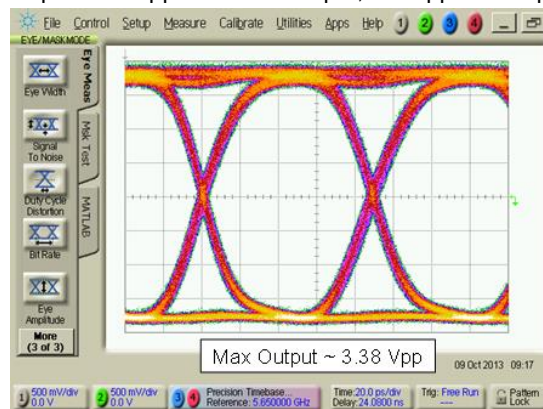 File Control Setup Measure Calibrate Utilities Apps Help 1 2 3 4
EYE/MASK MODE
Eye Meas
Msk Test
MATLAB
Eye Width
Signal
To Noise
Duty Cycle
Distortion
Bit Rate
Eye
Amplitude
More
(3 of 3)
Max Output ~ 3.38 Vpp
09 Oct 2013 09:17
1 500 mV/div
0.0 V
2 500 mV/div
0.0 V
3 4 Precision Timebase...
Reference: 5.650000 GHz
Time:20.0 ps/div
Delay:24.0800 ns
Trig: Free Run
---
Pattern
Lock